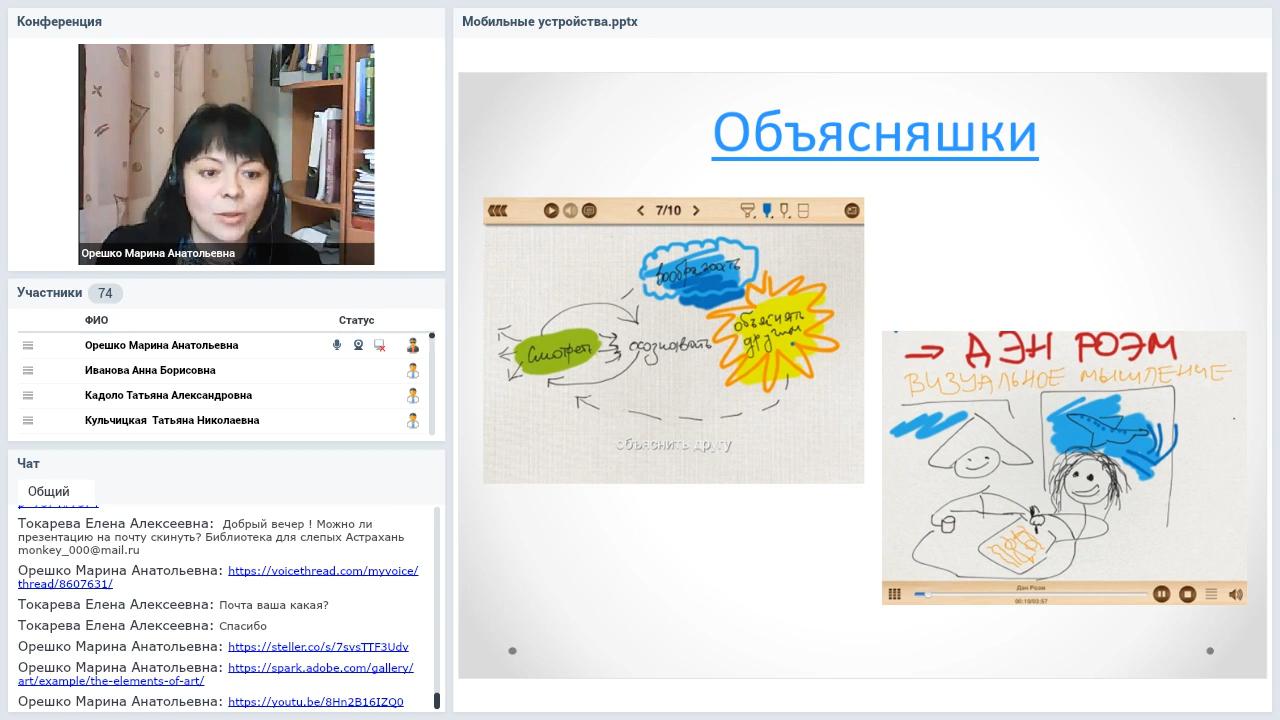 Конференция
Орешко Марина Анатольевна
Участники 74
ФИО Статус
Орешко Марина Анатольевна
Иванова Анна Борисовна
Кадоло Татьяна Александровна
Кульчицкая Татьяна Николаевна
Чат
Общий
Токарева Елена Алексеевна: Добрый вечер ! Можно ли
презентацию на почту скинуть? Библиотека для слепых Астрахань
monkey_000@mail.ru
Орешко Марина Анатольевна: https://voicethread.com/myvoice/
thread/8607631/
Токарева Елена Алексеевна: Почта ваша какая?
Токарева Елена Алексеевна: Спасибо
Орешко Марина Анатольевна: https://steller.co/s/7svsTTF3Udv
Орешко Марина Анатольевна: https://spark.adobe.com/gallery/
art/example/the-elements-of-art/
Орешко Марина Анатольевна: https://youtu.be/8Hn2B16IZQ0
Мобильные устройства.pptx
Объясняшки
7/10
вообразить
объяснять
другим
Смотреть
осознавать
объяснить другу
→ ДЭН РОЭМ
ВИЗУАЛЬНОЕ МЫШЛЕНИЕ
Дэн Роэм
00:10/03:57